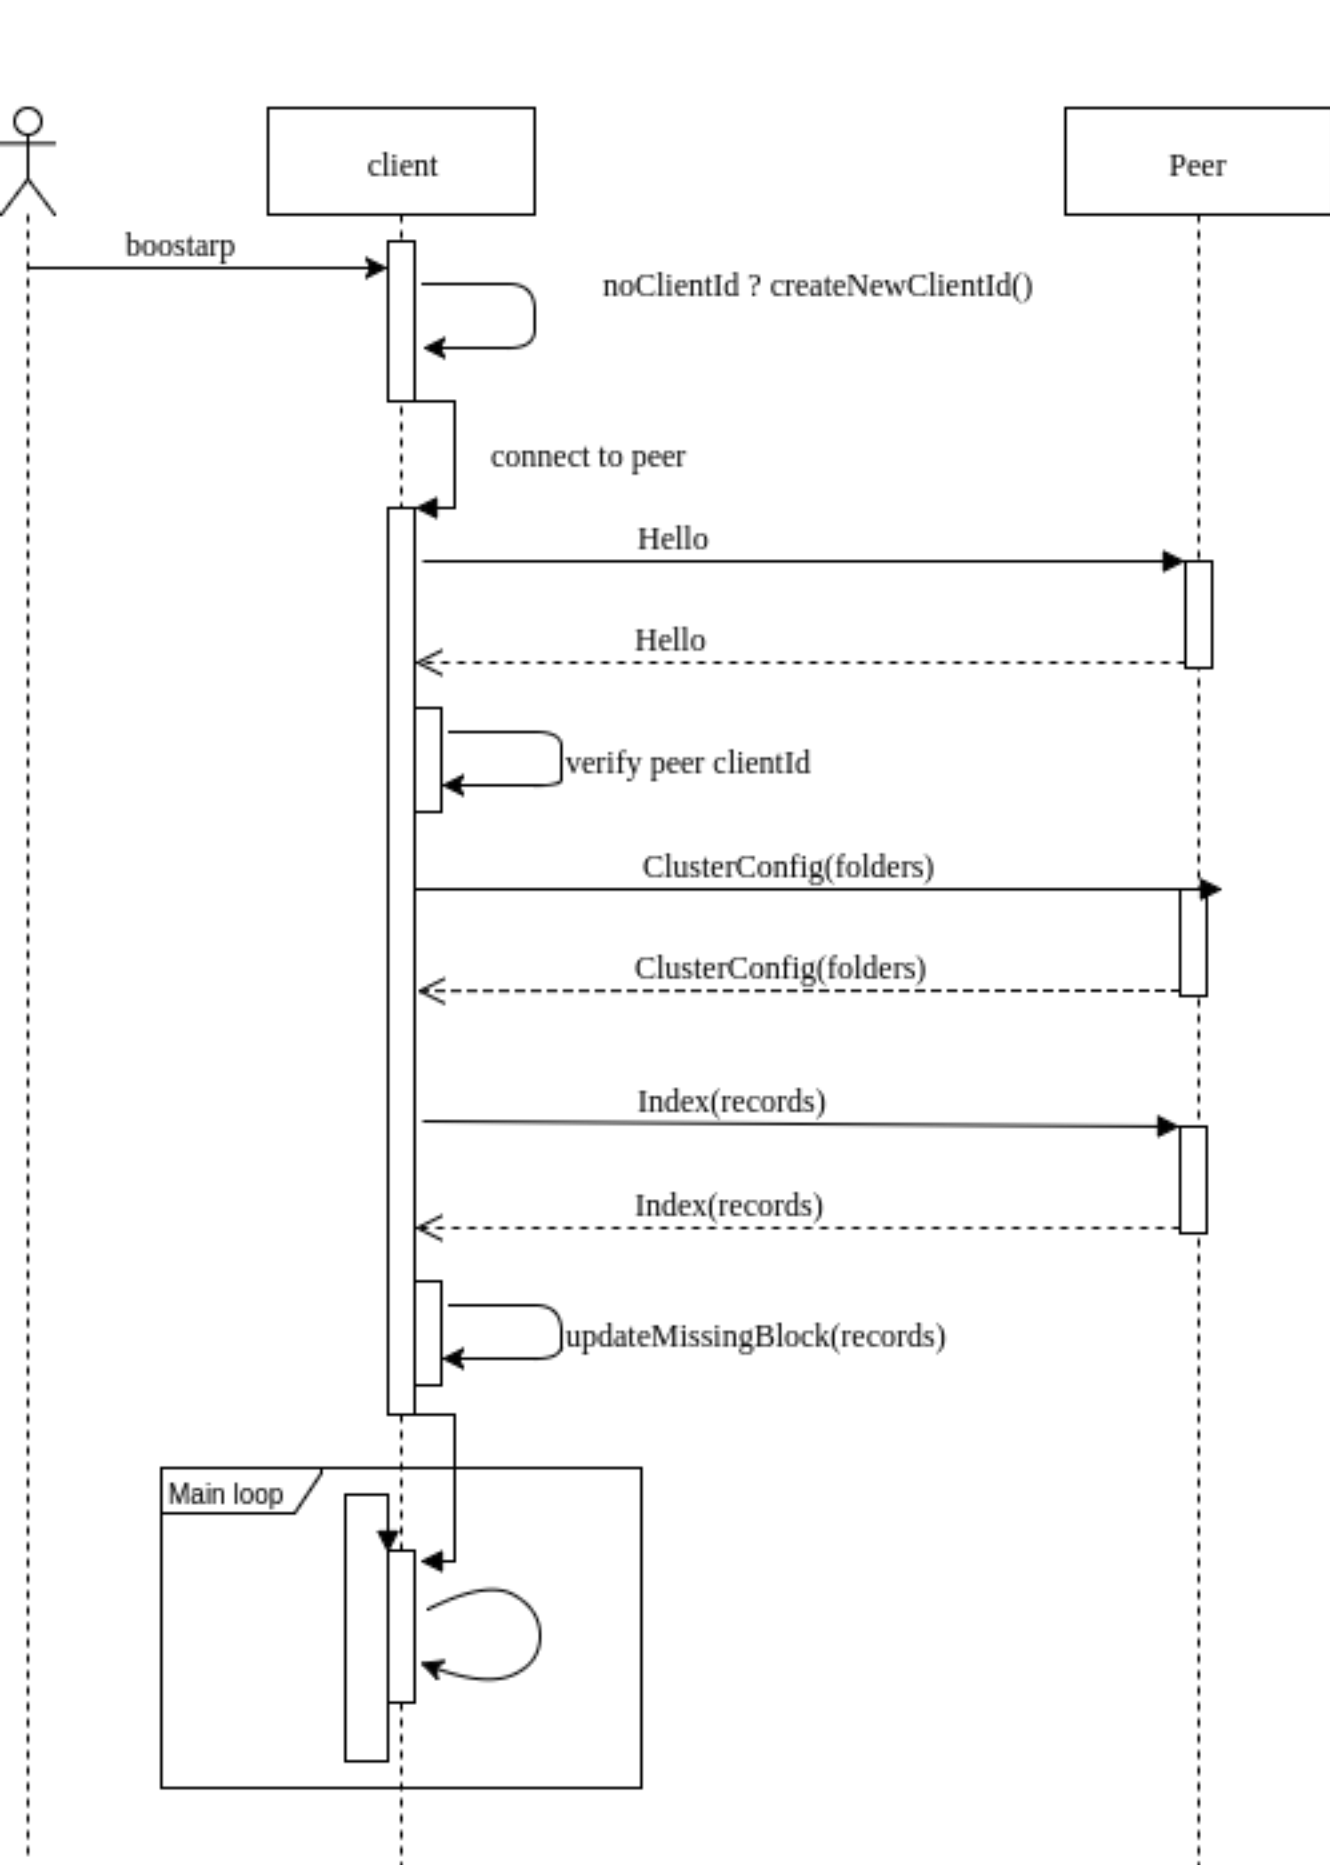 client
Peer
boostarp
noClientId ? createNewClientId()
connect to peer
Hello
Hello
verify peer clientId
ClusterConfig(folders)
ClusterConfig(folders)
Index(records)
Index(records)
updateMissingBlock(records)
Main loop